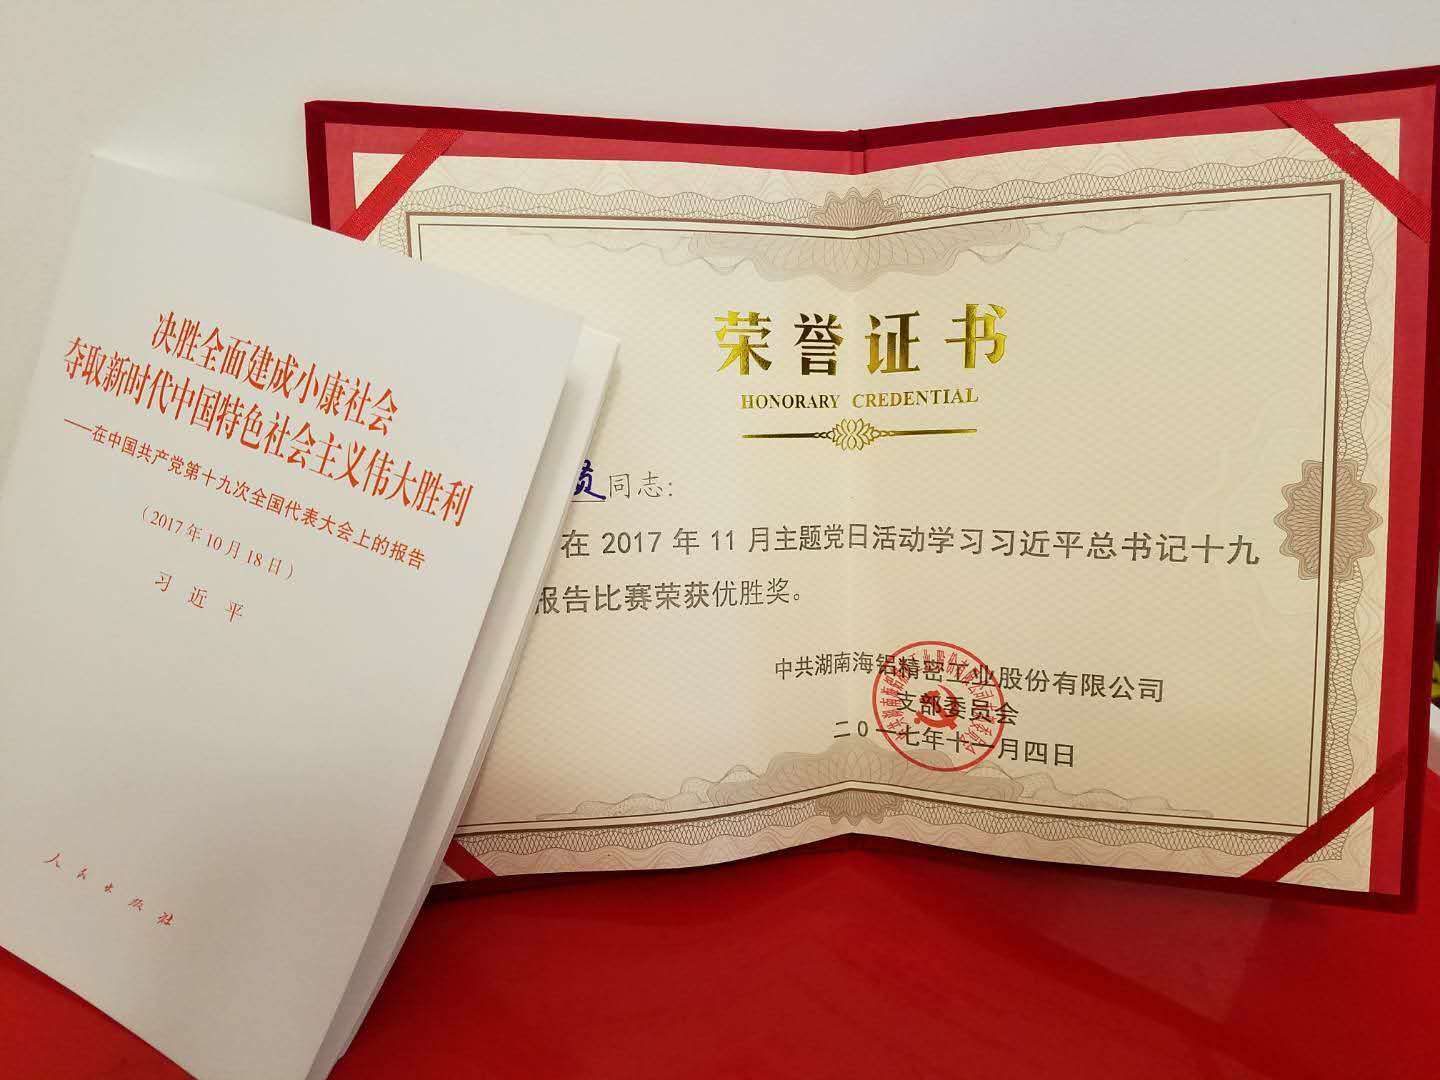 决胜全面建成小康社会
夺取新时代中国特色社会主义伟大胜利
——在中国共产党第十九次全国代表大会上的报告
（2017年10月18日）
习近平
人民出版社
荣誉证书
HONORARY CREDENTIAL
同志：
在 2017 年 11 月主题党日活动学习习近平总书记十九
报告比赛荣获优胜奖。
中共湖南海铝精密工业股份有限公司
支部委员会
二0一七年十一月四日